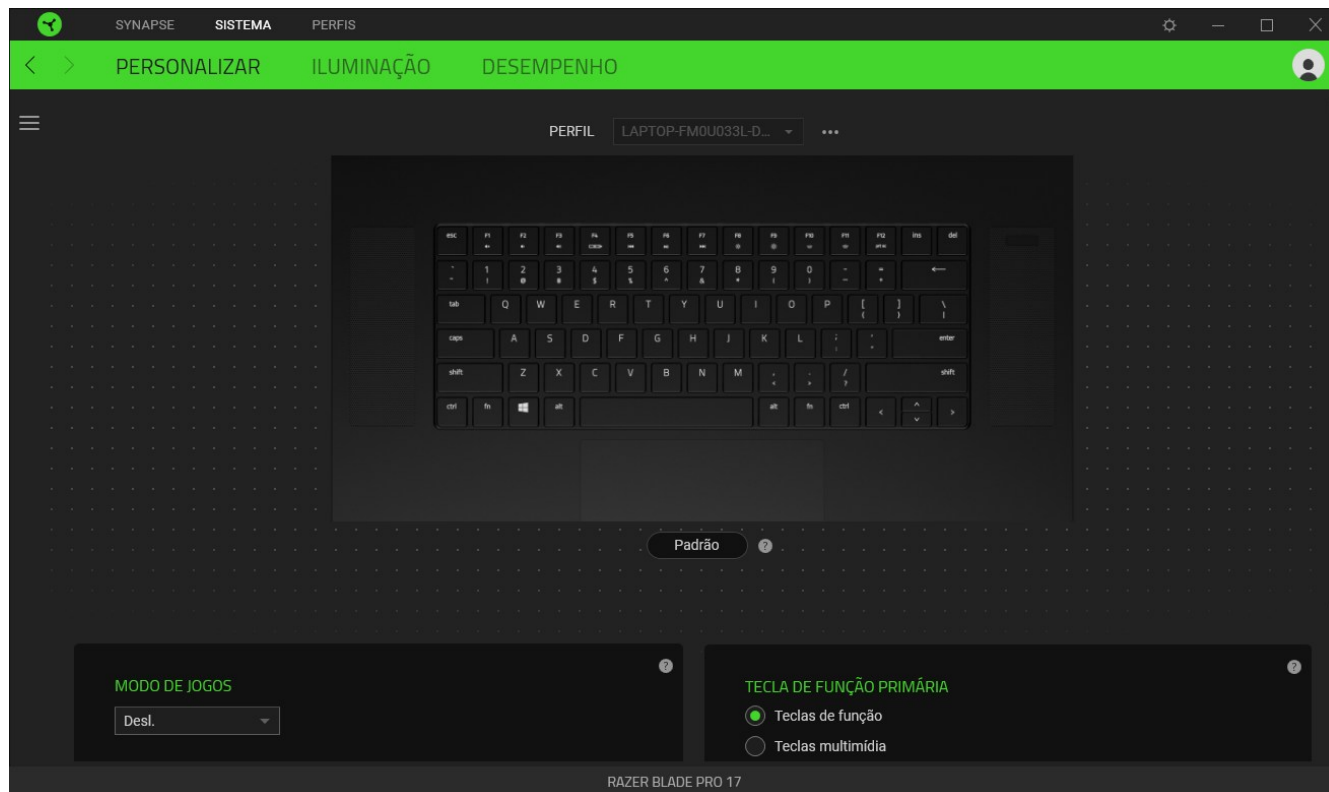 SYNAPSE SISTEMA PERFIS
PERSONALIZAR ILUMINAÇÃO DESEMPENHO
PERFIL LAPTOP-FM0U033L-D...
esc F1 F2 F3 F4 F5 F6 F7 F8 F9 F10 F11 F12 ins del
1 2 3 4 5 6 7 8 9 0 - =
! @ # $ % ^ & * ( ) _ +
tab Q W E R T Y U I O P [ ] \
{ } |
caps A S D F G H J K L ; ' enter
: "
shift Z X C V B N M , . / shift
< > ?
ctrl fn alt alt fn ctrl < ^ >
Padrão ?
MODO DE JOGOS ?
Desl.
TECLA DE FUNÇÃO PRIMÁRIA ?
Teclas de função
Teclas multimídia
RAZER BLADE PRO 17